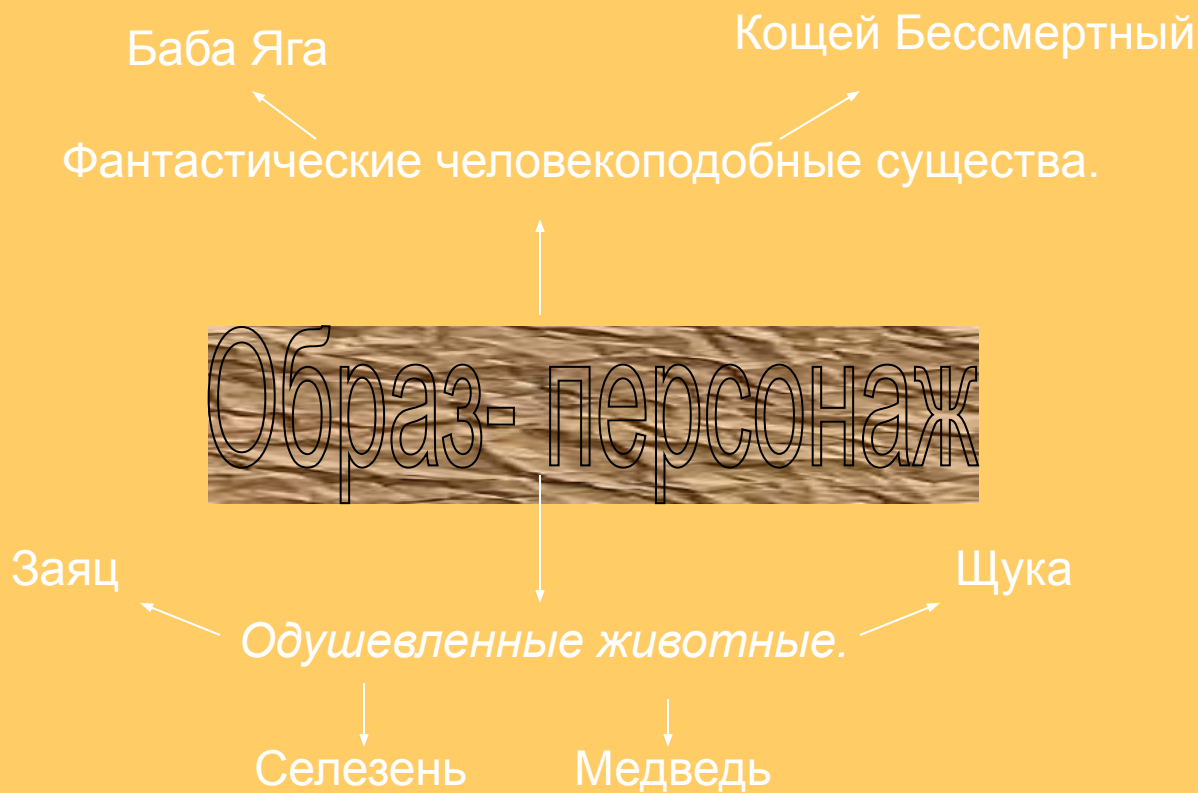 Баба Яга
Кощей Бессмертный
Фантастические человекоподобные существа.
Образ- персонаж
Заяц
Щука
Одушевленные животные.
Селезень
Медведь